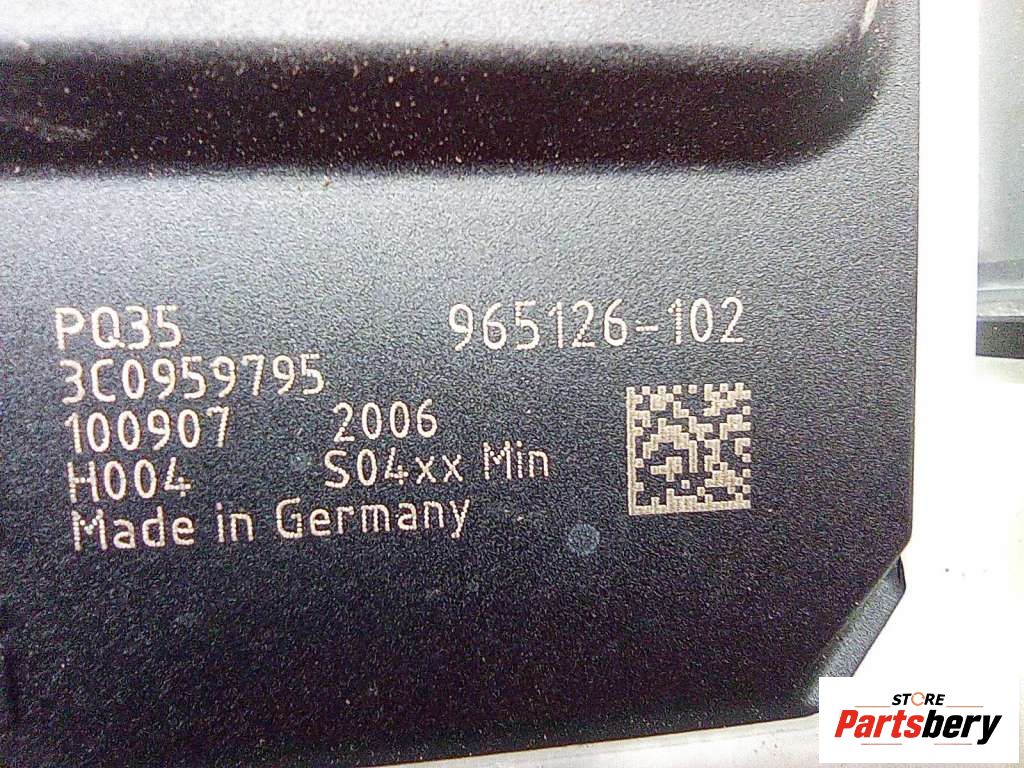 PQ35 965126-102
3C0959795
100907 2006
H004 S04xx Min
Made in Germany
STORE
Partsbery